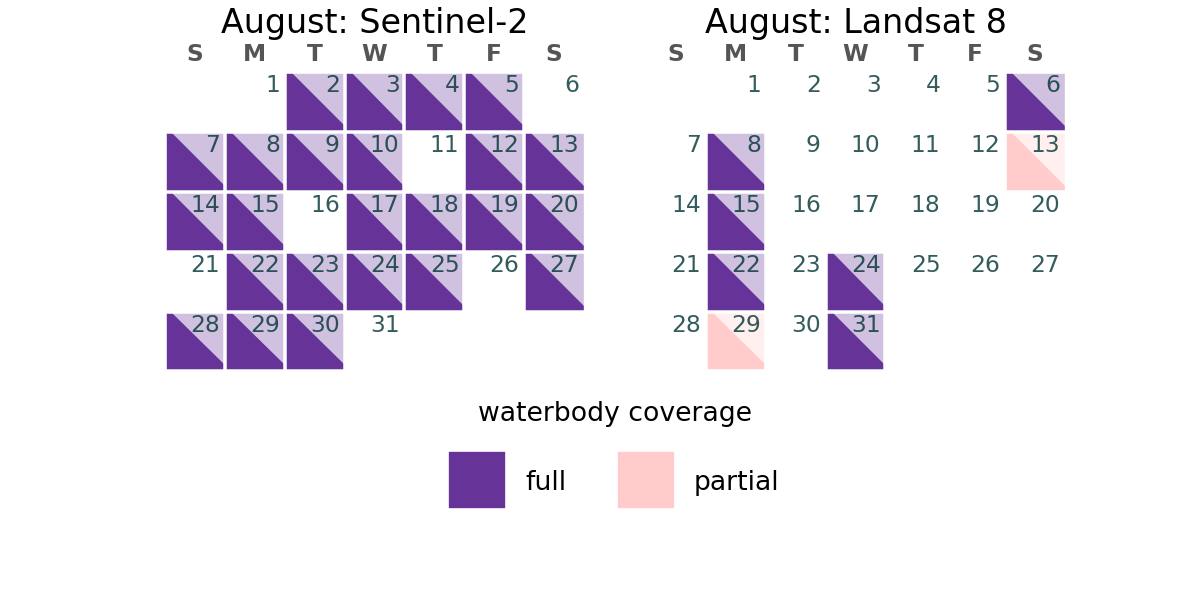 August: Sentinel-2
S M T W T F S
1 2 3 4 5 6
7 8 9 10 11 12 13
14 15 16 17 18 19 20
21 22 23 24 25 26 27
28 29 30 31
August: Landsat 8
S M T W T F S
1 2 3 4 5 6
7 8 9 10 11 12 13
14 15 16 17 18 19 20
21 22 23 24 25 26 27
28 29 30 31
waterbody coverage
full partial